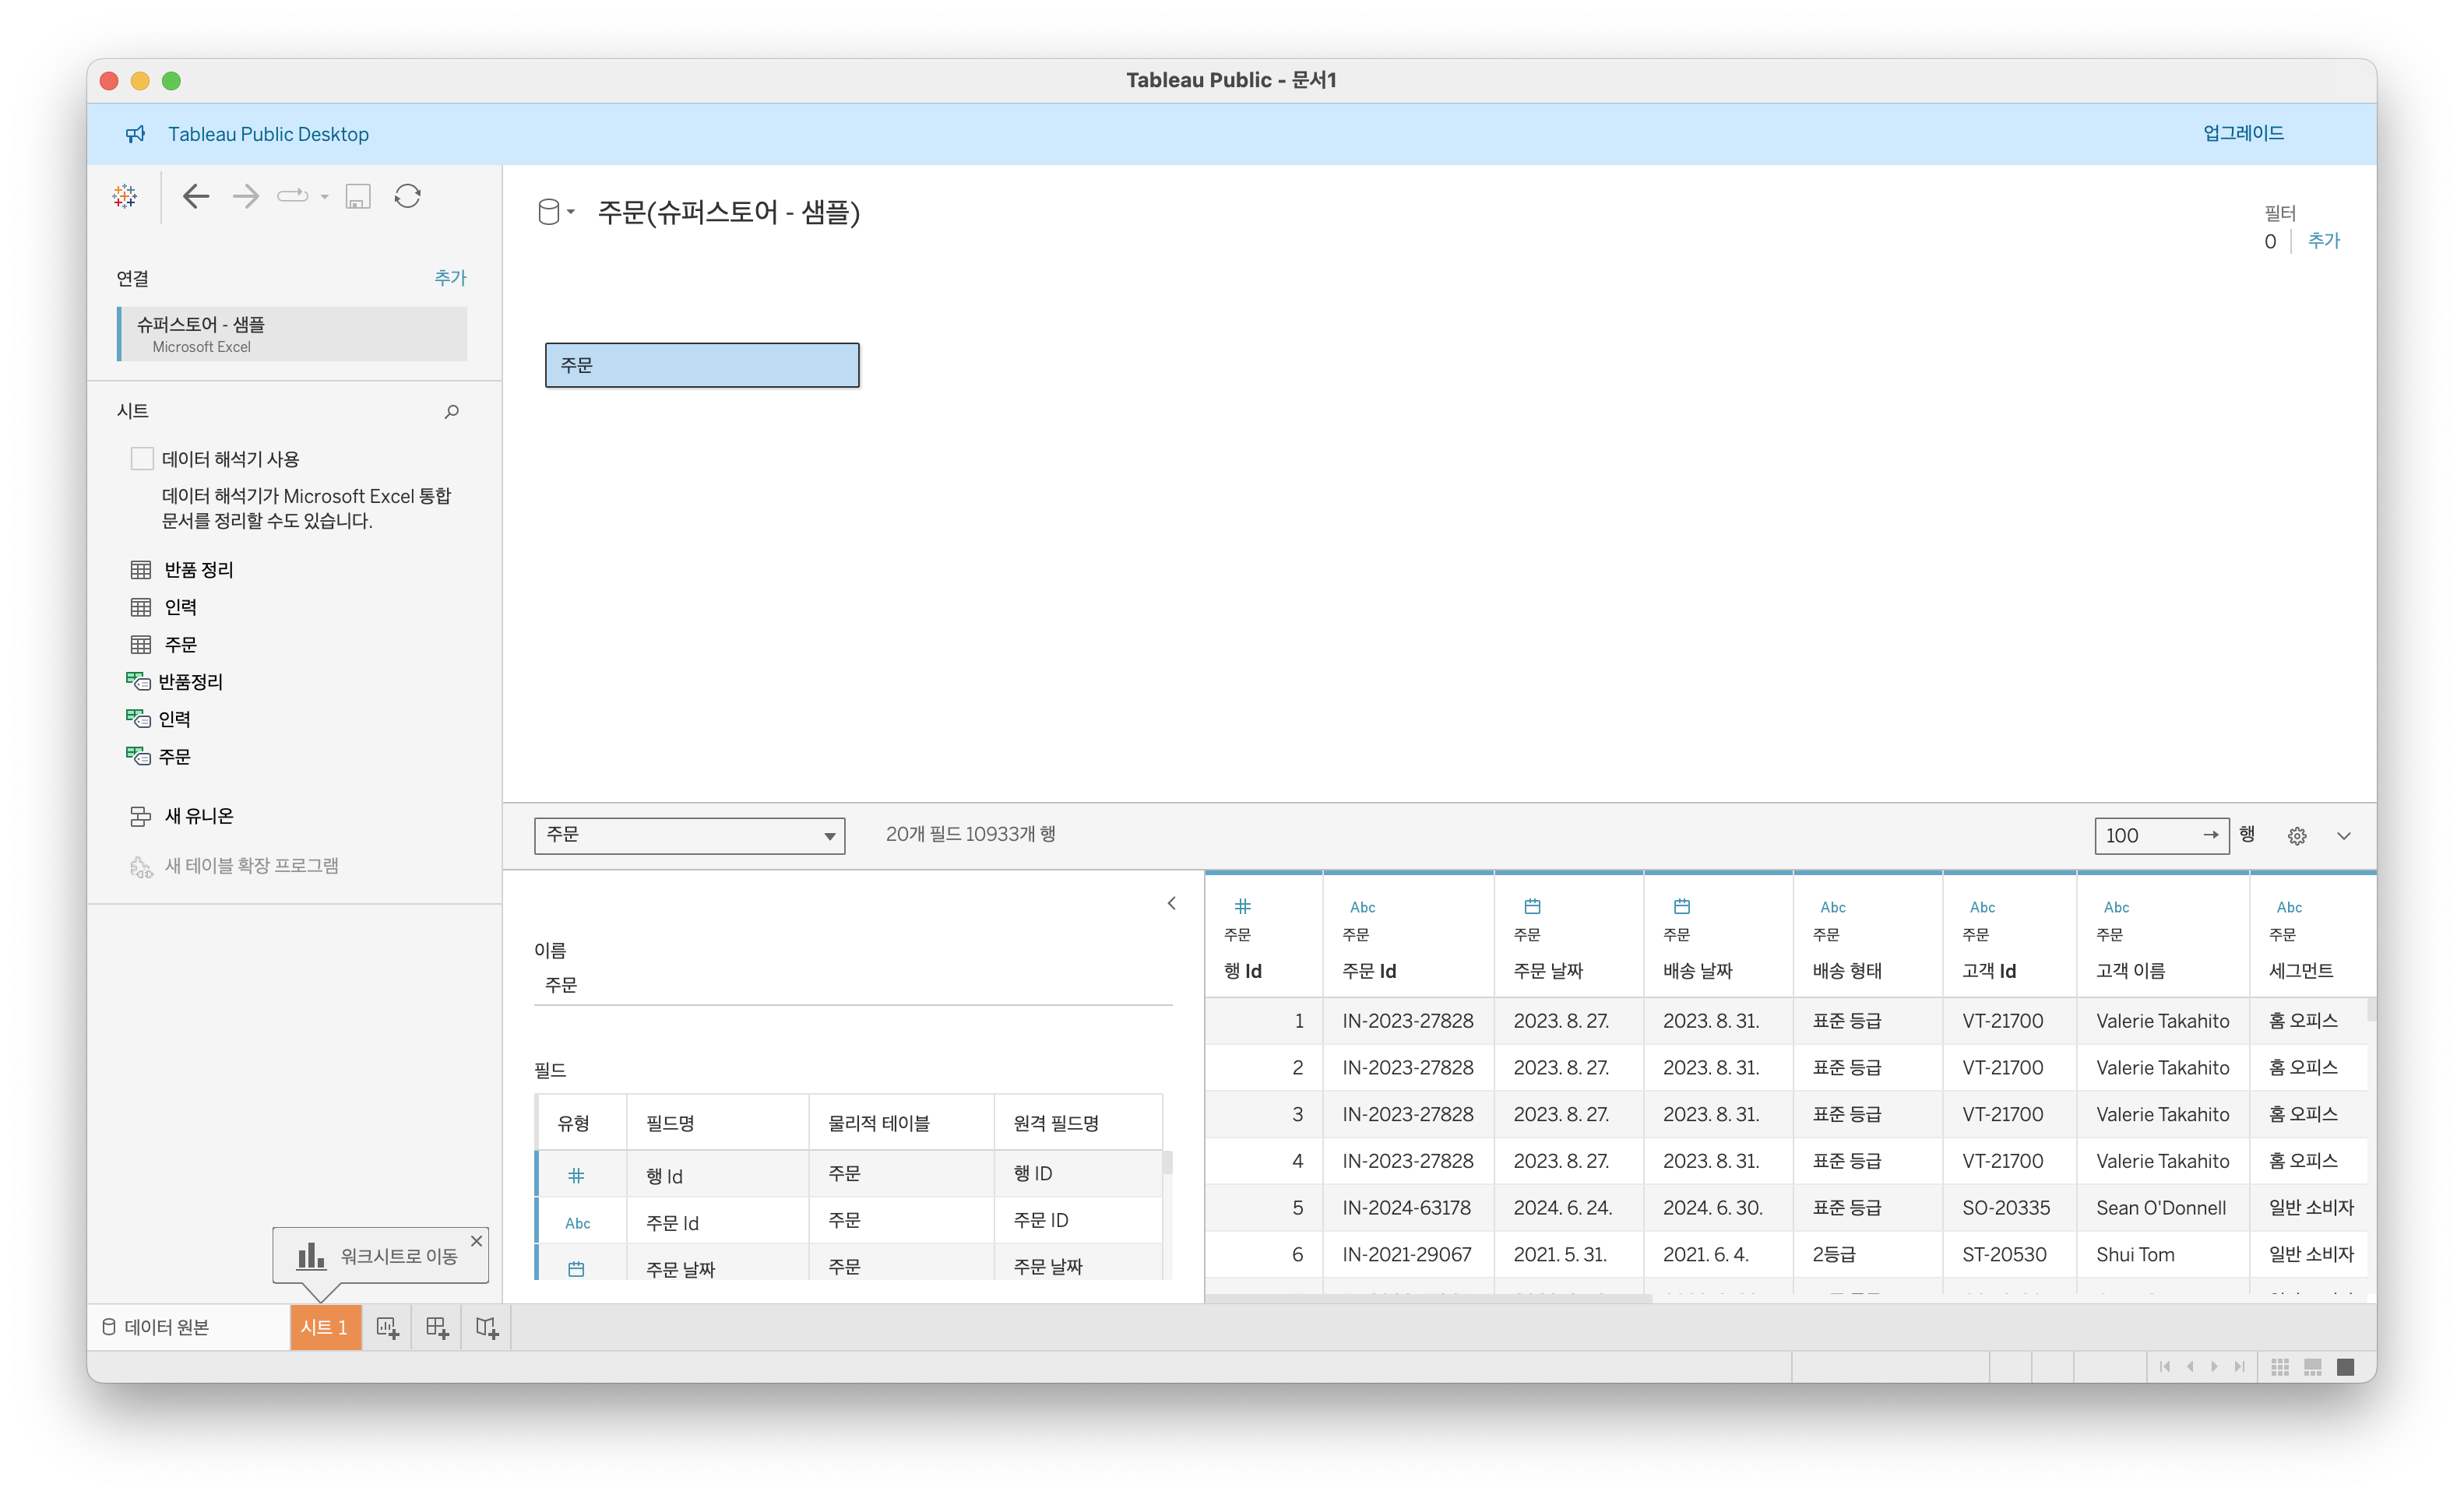 Tableau Public - 문서1
Tableau Public Desktop
업그레이드
주문(슈퍼스토어 - 샘플)
필터
0
추가
연결
추가
슈퍼스토어 - 샘플
Microsoft Excel
주문
시트
데이터 해석기 사용
데이터 해석기가 Microsoft Excel 통합
문서를 정리할 수도 있습니다.
반품 정리
인력
주문
반품정리
인력
주문
새 유니온
새 테이블 확장 프로그램
주문
20개 필드 10933개 행
100
행
이름
주문
필드
유형 필드명 물리적 테이블 원격 필드명
행 Id 주문 행 ID
Abc 주문 Id 주문 주문 ID
주문 날짜 주문 주문 날짜
Abc Abc Abc Abc Abc
주문 주문 주문 주문 주문 주문 주문 주문
행 Id 주문 Id 주문 날짜 배송 날짜 배송 형태 고객 Id 고객 이름 세그먼트
1 IN-2023-27828 2023. 8. 27. 2023. 8. 31. 표준 등급 VT-21700 Valerie Takahito 홈 오피스
2 IN-2023-27828 2023. 8. 27. 2023. 8. 31. 표준 등급 VT-21700 Valerie Takahito 홈 오피스
3 IN-2023-27828 2023. 8. 27. 2023. 8. 31. 표준 등급 VT-21700 Valerie Takahito 홈 오피스
4 IN-2023-27828 2023. 8. 27. 2023. 8. 31. 표준 등급 VT-21700 Valerie Takahito 홈 오피스
5 IN-2024-63178 2024. 6. 24. 2024. 6. 30. 표준 등급 SO-20335 Sean O'Donnell 일반 소비자
6 IN-2021-29067 2021. 5. 31. 2021. 6. 4. 2등급 ST-20530 Shui Tom 일반 소비자
워크시트로 이동
데이터 원본
시트 1